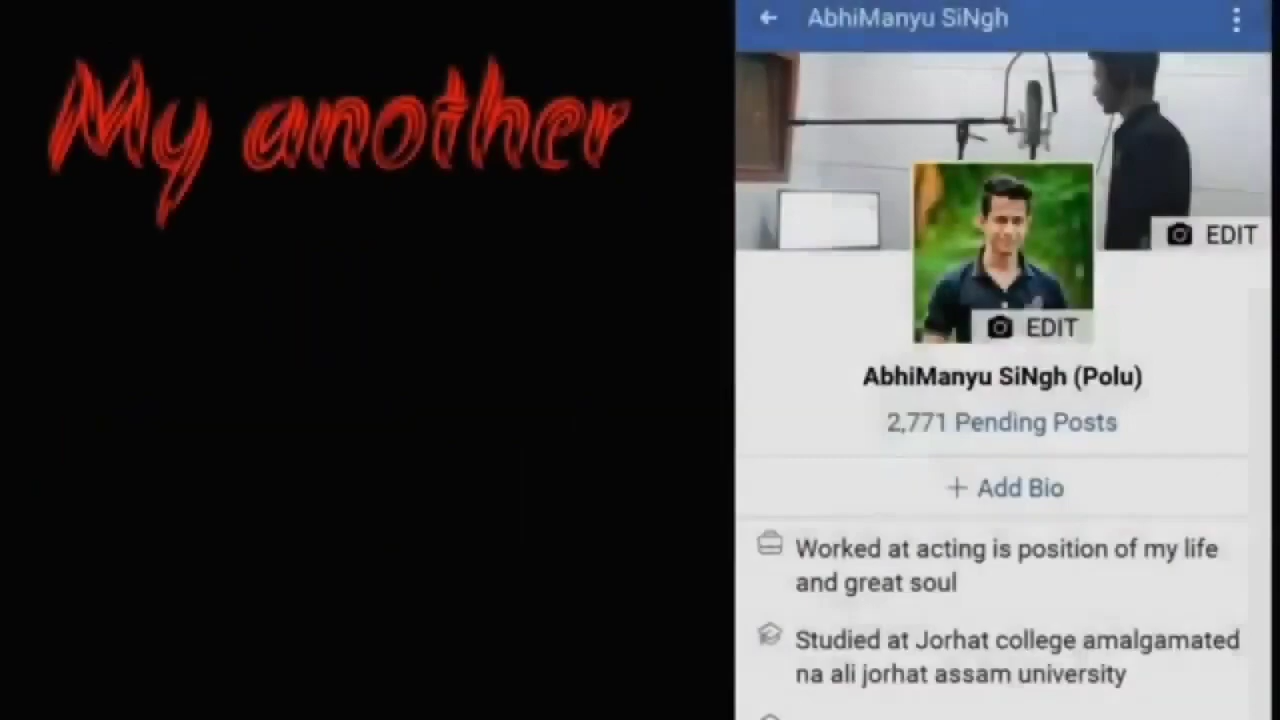 My another
AbhiManyu SiNgh
EDIT
EDIT
AbhiManyu SiNgh (Polu)
2,771 Pending Posts
+ Add Bio
Worked at acting is position of my life
and great soul
Studied at Jorhat college amalgamated
na ali jorhat assam university